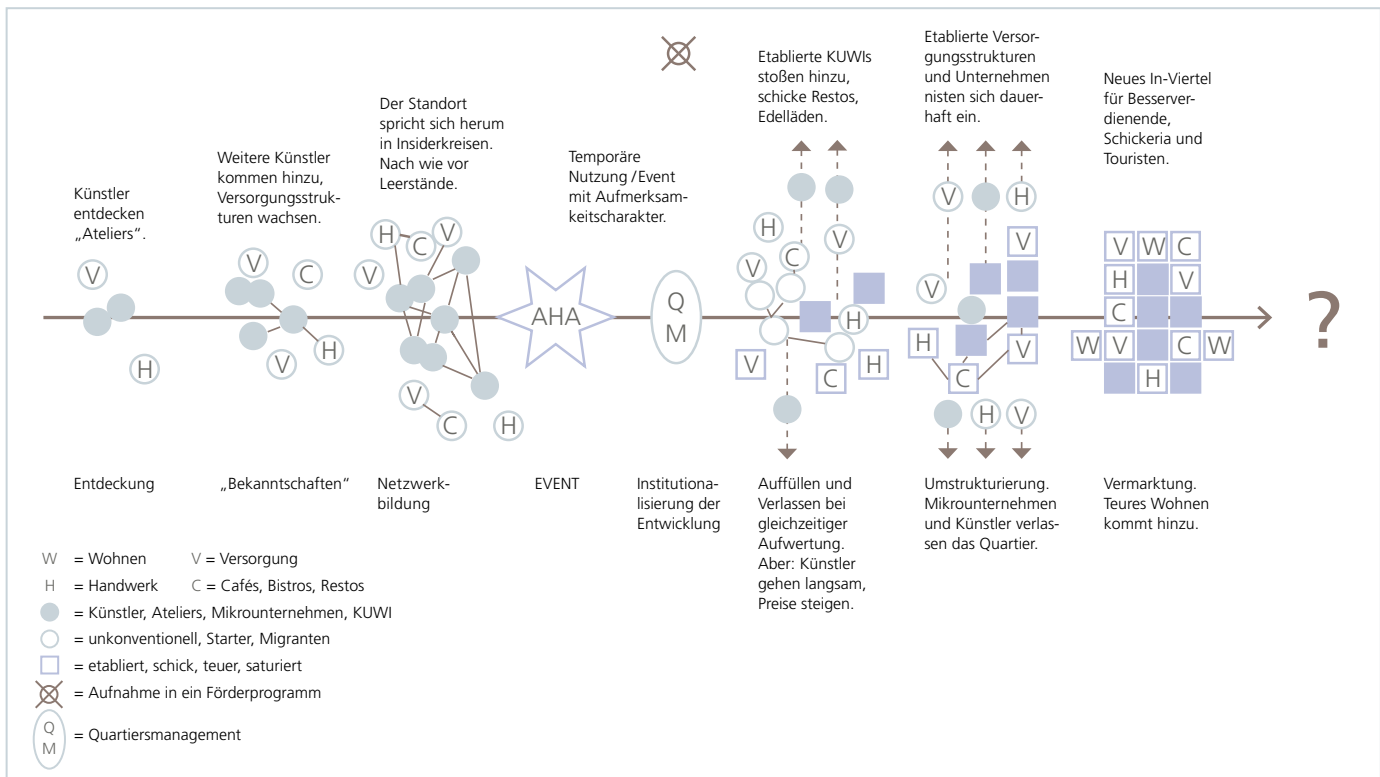 Künstler
entdecken
„Ateliers“.
Weitere Künstler
kommen hinzu,
Versorgungsstruk-
turen wachsen.
Der Standort
spricht sich herum
in Insiderkreisen.
Nach wie vor
Leerstände.
Temporäre
Nutzung /Event
mit Aufmerksam-
keitscharakter.
Etablierte KUWIs
stoßen hinzu,
schicke Restos,
Edelläden.
Etablierte Versor-
gungsstrukturen
und Unternehmen
nisten sich dauer-
haft ein.
Neues In-Viertel
für Besserver-
dienende,
Schickeria und
Touristen.
V
H
V
C
H
V
H
C
V
V
V
C
H
AHA
Q
M
H
V
C
V
H
V
C
H
V
H
V
V
H
C
V
H
V
V W C
H V
C
W V C W
H
?
Entdeckung
„Bekanntschaften“
Netzwerk-
bildung
EVENT
Institutiona-
lisierung der
Entwicklung
Auffüllen und
Verlassen bei
gleichzeitiger
Aufwertung.
Aber: Künstler
gehen langsam,
Preise steigen.
Umstrukturierung.
Mikrounternehmen
und Künstler verlas-
sen das Quartier.
Vermarktung.
Teures Wohnen
kommt hinzu.
W = Wohnen V = Versorgung
H = Handwerk C = Cafés, Bistros, Restos
= Künstler, Ateliers, Mikrounternehmen, KUWI
= unkonventionell, Starter, Migranten
= etabliert, schick, teuer, saturiert
= Aufnahme in ein Förderprogramm
Q
M
= Quartiersmanagement